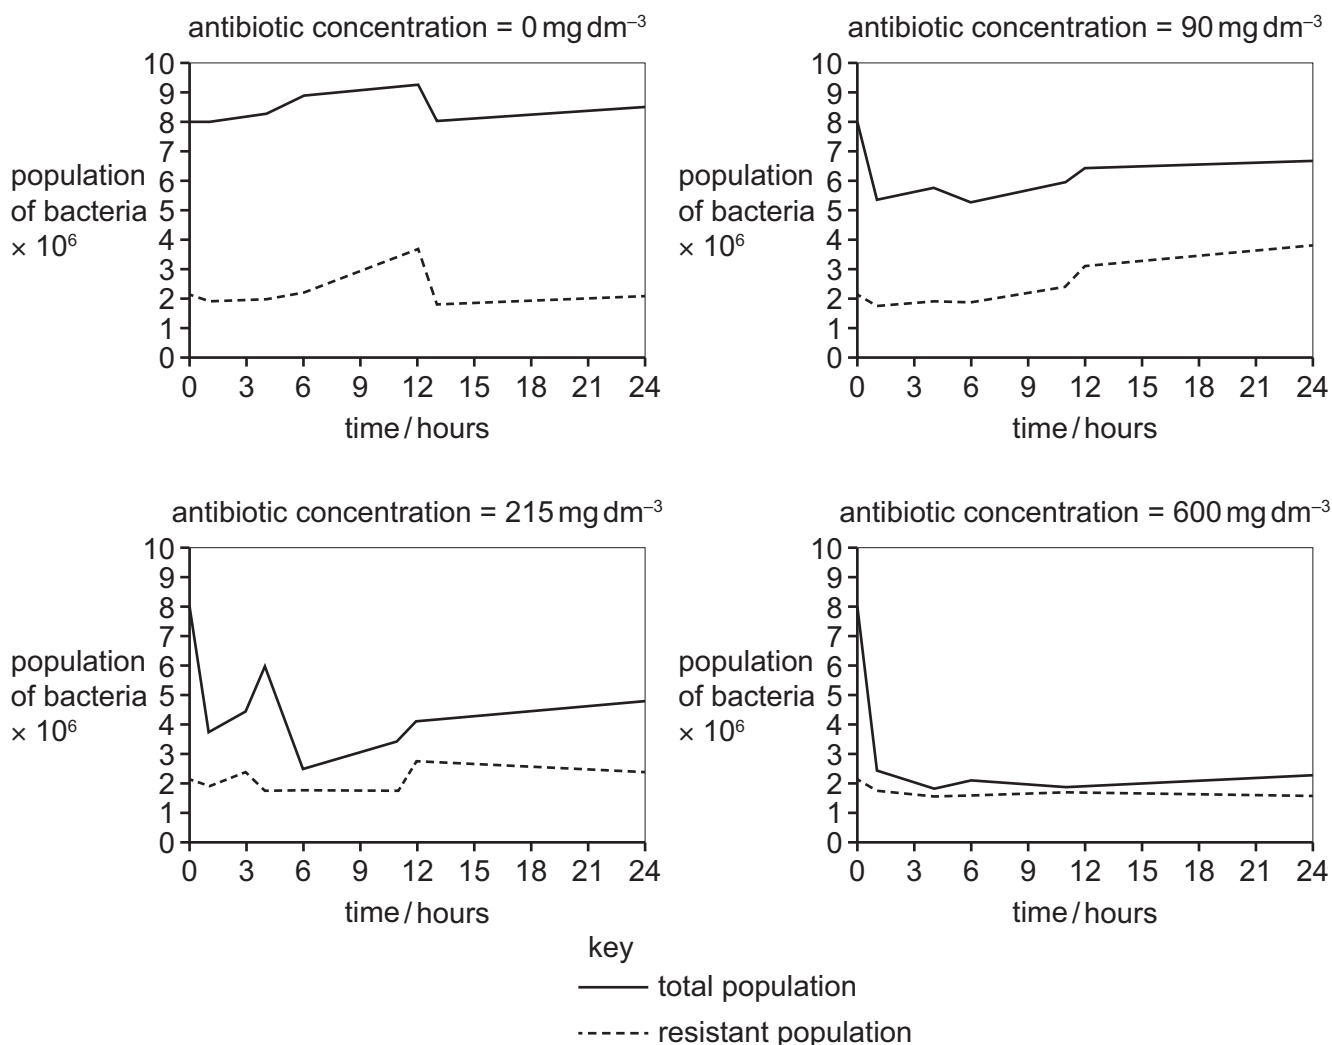 antibiotic concentration = 0 mg dm⁻³
10
9
8
7
6
5
4
3
2
1
0
population
of bacteria
× 10⁶
0 3 6 9 12 15 18 21 24
time / hours
antibiotic concentration = 90 mg dm⁻³
10
9
8
7
6
5
4
3
2
1
0
population
of bacteria
× 10⁶
0 3 6 9 12 15 18 21 24
time / hours
antibiotic concentration = 215 mg dm⁻³
10
9
8
7
6
5
4
3
2
1
0
population
of bacteria
× 10⁶
0 3 6 9 12 15 18 21 24
time / hours
antibiotic concentration = 600 mg dm⁻³
10
9
8
7
6
5
4
3
2
1
0
population
of bacteria
× 10⁶
0 3 6 9 12 15 18 21 24
time / hours
key
total population
resistant population